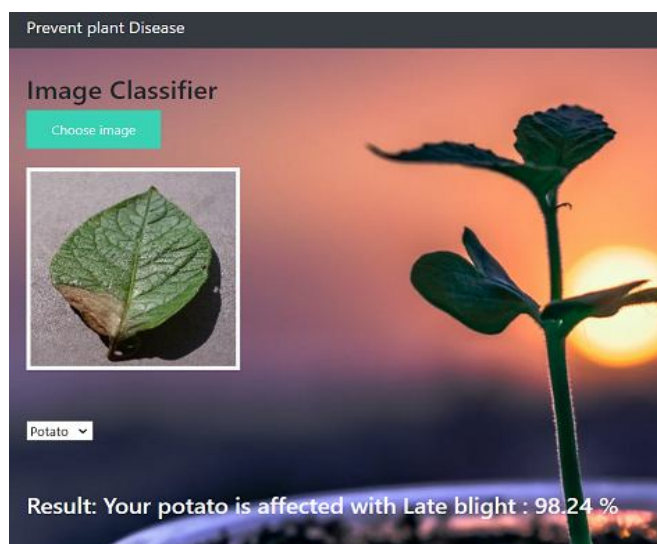 Prevent plant Disease
Image Classifier
Choose image
Potato
Result: Your potato is affected with Late blight : 98.24 %